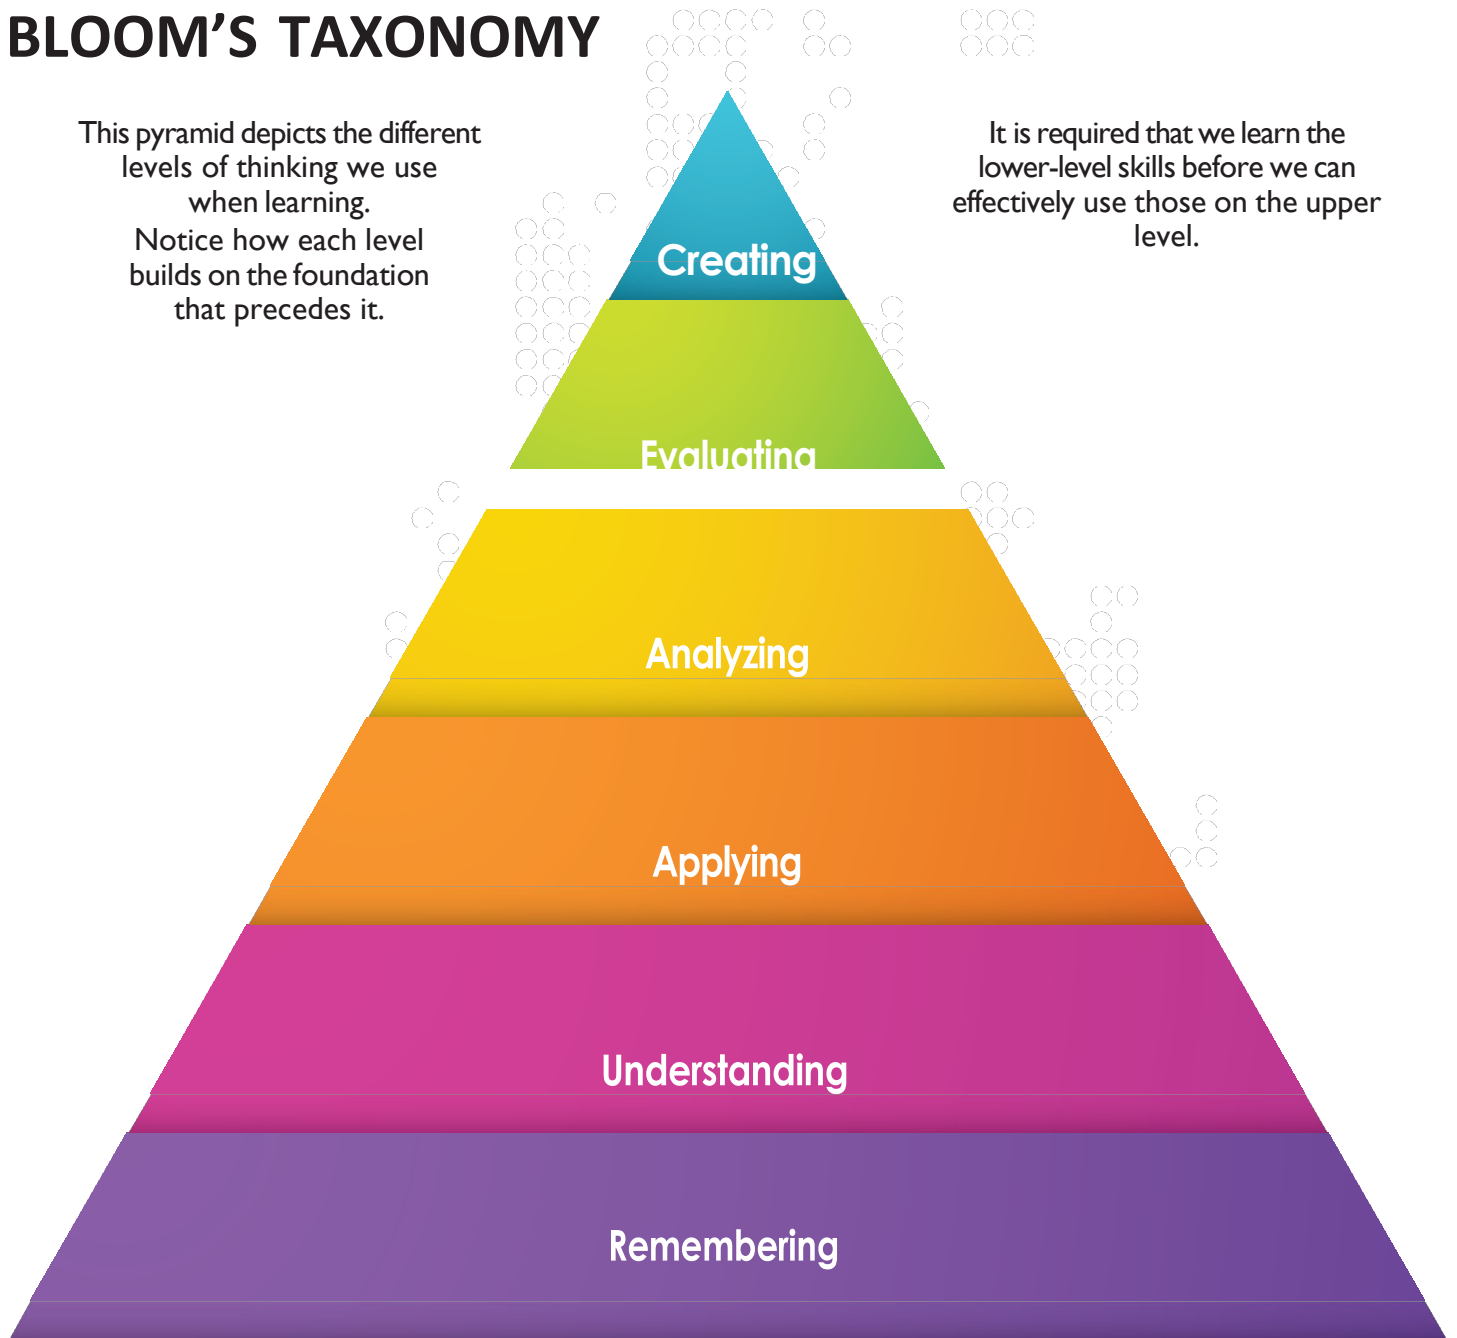 BLOOM’S TAXONOMY
This pyramid depicts the different
levels of thinking we use
when learning.
Notice how each level
builds on the foundation
that precedes it.
It is required that we learn the
lower-level skills before we can
effectively use those on the upper
level.
Creating
Evaluating
Analyzing
Applying
Understanding
Remembering